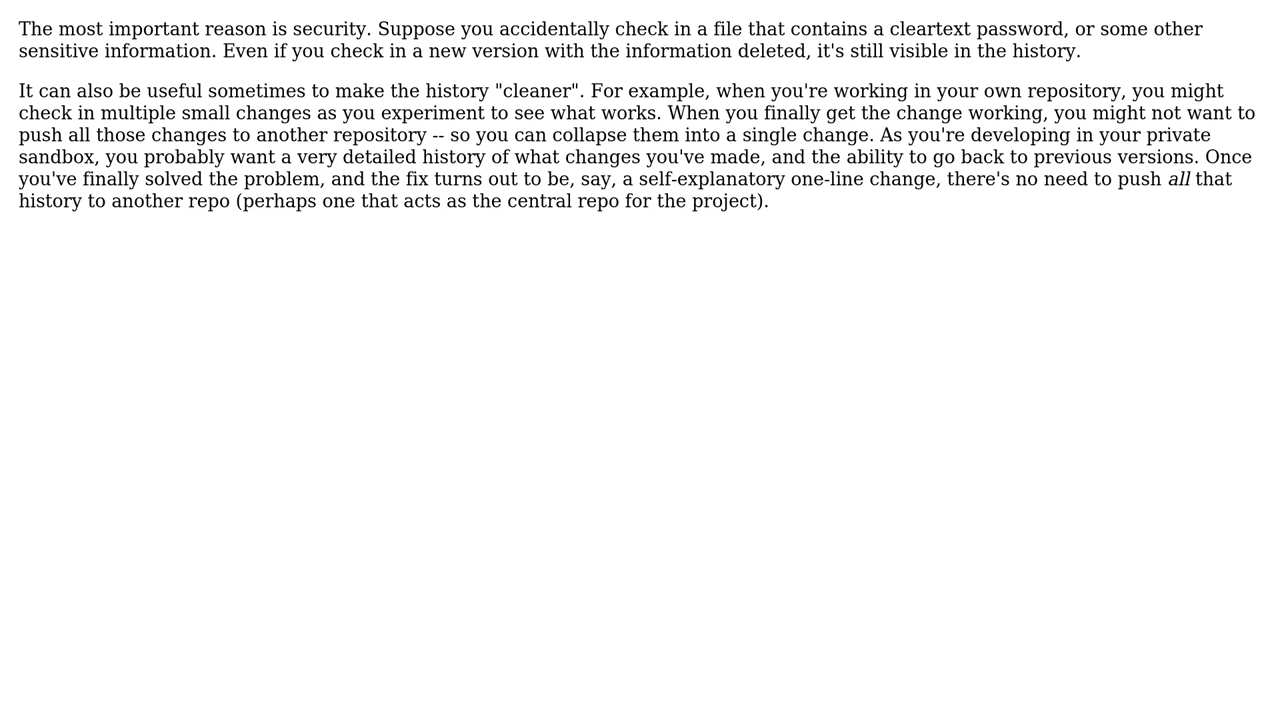 The most important reason is security. Suppose you accidentally check in a file that contains a cleartext password, or some other
sensitive information. Even if you check in a new version with the information deleted, it's still visible in the history.
It can also be useful sometimes to make the history "cleaner". For example, when you're working in your own repository, you might
check in multiple small changes as you experiment to see what works. When you finally get the change working, you might not want to
push all those changes to another repository -- so you can collapse them into a single change. As you're developing in your private
sandbox, you probably want a very detailed history of what changes you've made, and the ability to go back to previous versions. Once
you've finally solved the problem, and the fix turns out to be, say, a self-explanatory one-line change, there's no need to push all that
history to another repo (perhaps one that acts as the central repo for the project).